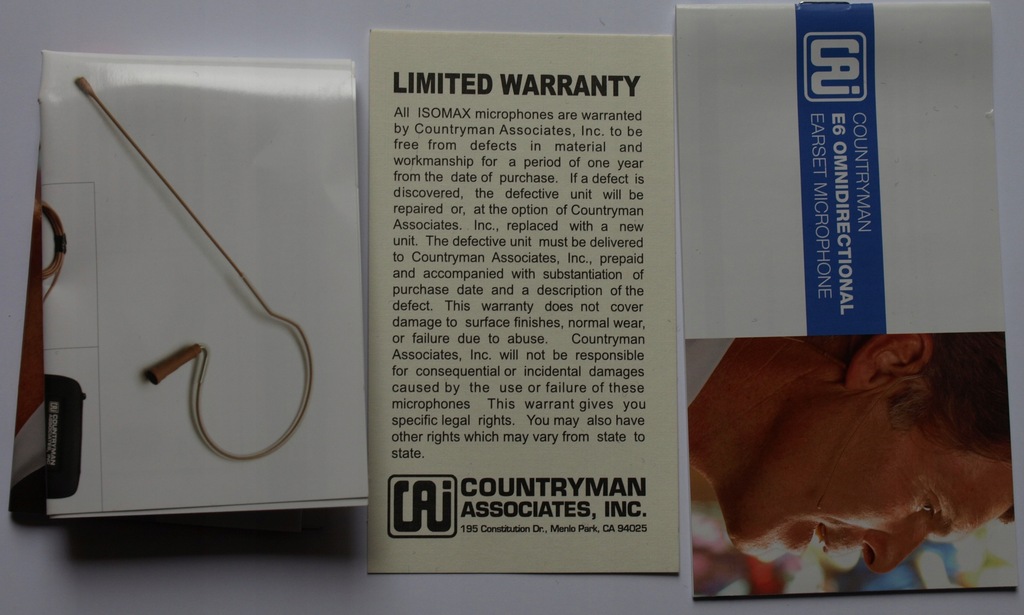 COUNTRYMAN
ASSOCIATES, INC.
LIMITED WARRANTY
All ISOMAX microphones are warranted
by Countryman Associates, Inc. to be
free from defects in material and
workmanship for a period of one year
from the date of purchase. If a defect is
discovered, the defective unit will be
repaired or, at the option of Countryman
Associates. Inc., replaced with a new
unit. The defective unit must be delivered
to Countryman Associates, Inc., prepaid
and accompanied with substantiation of
purchase date and a description of the
defect. This warranty does not cover
damage to surface finishes, normal wear,
or failure due to abuse. Countryman
Associates, Inc. will not be responsible
for consequential or incidental damages
caused by the use or failure of these
microphones This warrant gives you
specific legal rights. You may also have
other rights which may vary from state to
state.
CAi
COUNTRYMAN
ASSOCIATES, INC.
195 Constitution Dr., Menlo Park, CA 94025
CAi
COUNTRYMAN
E6 OMNIDIRECTIONAL
EARSET MICROPHONE